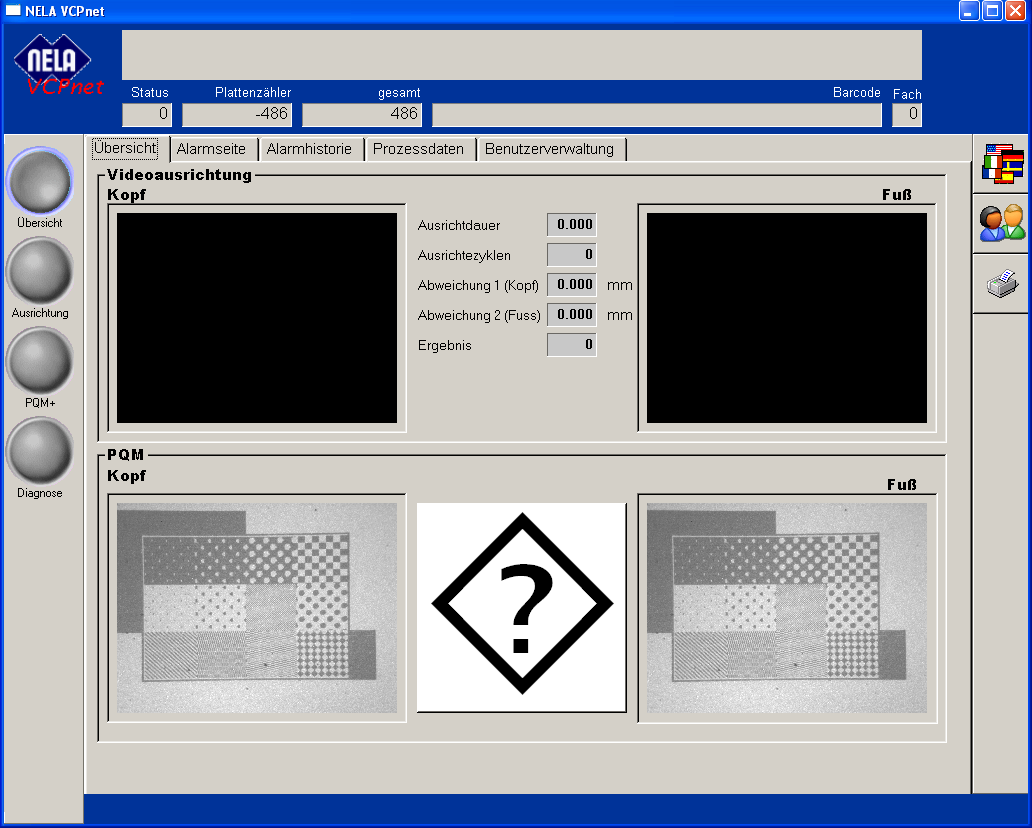 NELA VCPnet
NELA
VCPnet
Status
Plattenzähler
gesamt
Barcode
Fach
0
-486
486
0
Übersicht
Alarmseite
Alarmhistorie
Prozessdaten
Benutzerverwaltung
Übersicht
Ausrichtung
PQM+
Diagnose
Videoausrichtung
Kopf
Fuß
Ausrichtdauer 0.000
Ausrichtezyklen 0
Abweichung 1 (Kopf) 0.000 mm
Abweichung 2 (Fuss) 0.000 mm
Ergebnis 0
PQM
Kopf
Fuß
?